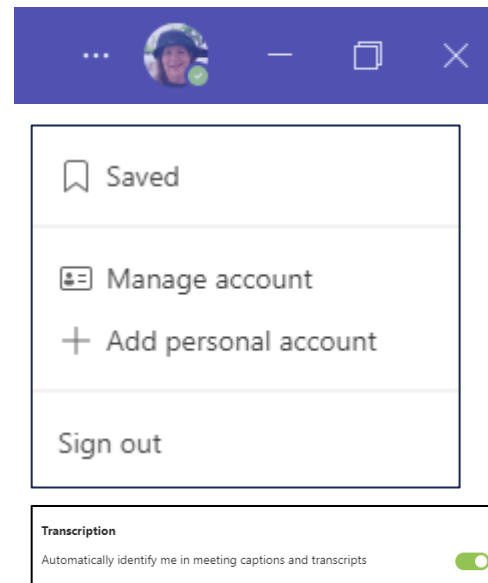 Saved
Manage account
Add personal account
Sign out
Transcription
Automatically identify me in meeting captions and transcripts